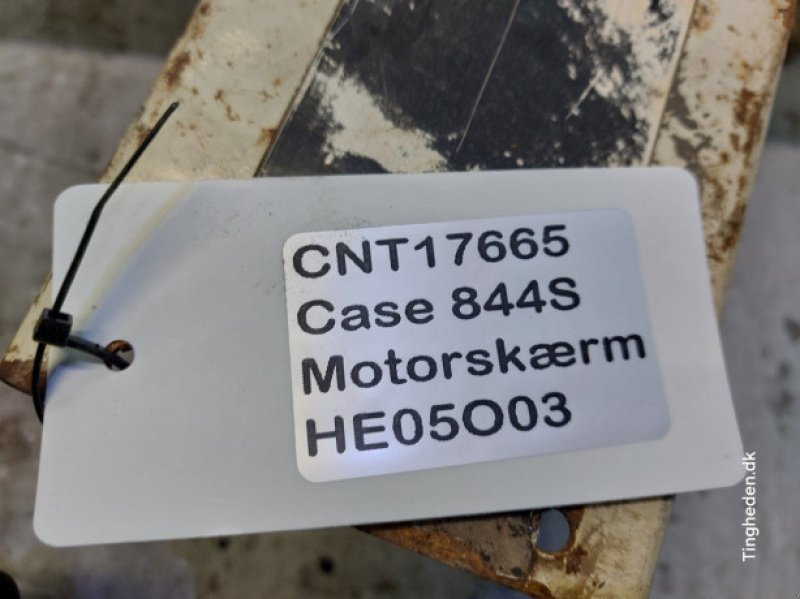 CNT17665
Case 844S
Motorskærm
HE05O03
Tingheden.dk